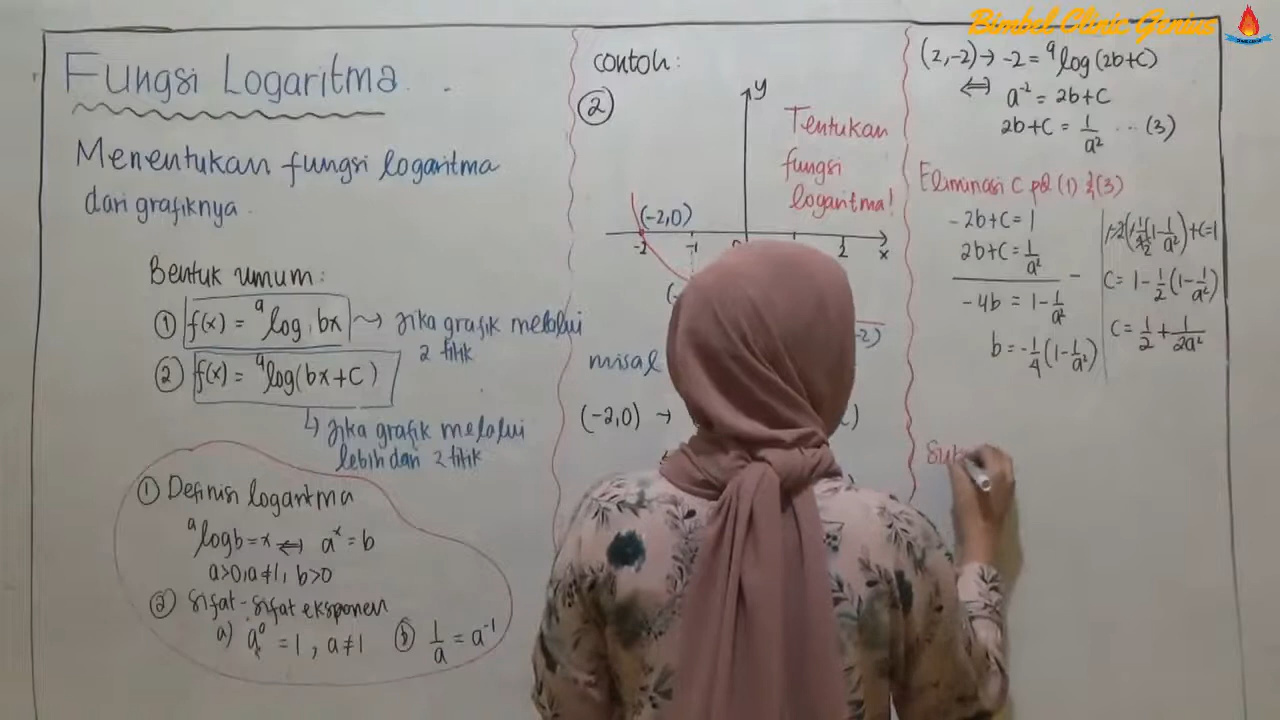 Bimbel Clinic Genius
Fungsi Logaritma
Menentukan fungsi logaritma
dari grafiknya.
Bentuk umum:
① f(x) = ᵃlog bx ⤳ jika grafik melalui
2 titik
② f(x) = ᵃlog(bx+c)
↳ jika grafik melalui
lebih dari 2 titik
① Definisi logaritma
ᵃlog b = x ⇔ aˣ = b
a>0, a≠1, b>0
② Sifat-sifat eksponen
a) a⁰ = 1, a≠1 b) 1/a = a⁻¹
contoh:
②
y
Tentukan
fungsi
logaritma!
(-2,0)
-2 -1 2 x
-2)
misal
(-2,0) →
(2,-2) → -2 = ᵃlog(2b+c)
⇔ a⁻² = 2b+c
2b+c = 1/a² ... (3)
Eliminasi c pd (1) & (3)
-2b+c = 1
2b+c = 1/a²
-
-4b = 1-1/a²
b = -1/4(1-1/a²)
c = 1-1/2(1-1/a²)
c = 1/2 + 1/2a²